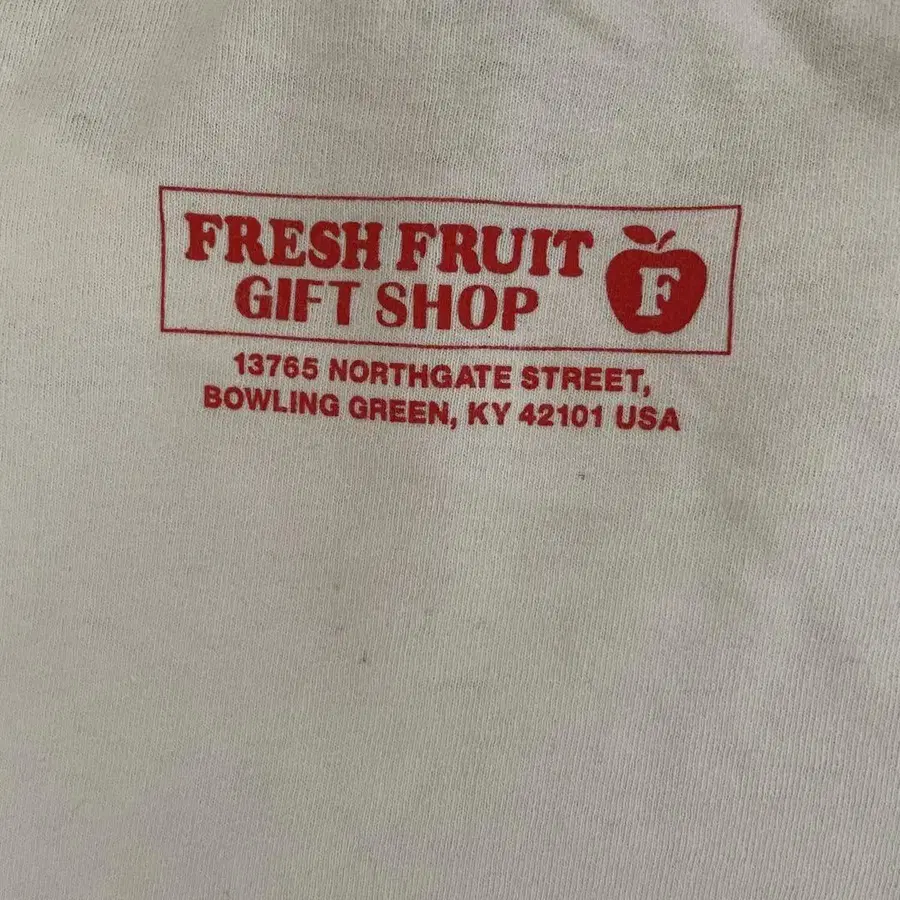 FRESH FRUIT
GIFT SHOP
F
13765 NORTHGATE STREET,
BOWLING GREEN, KY 42101 USA